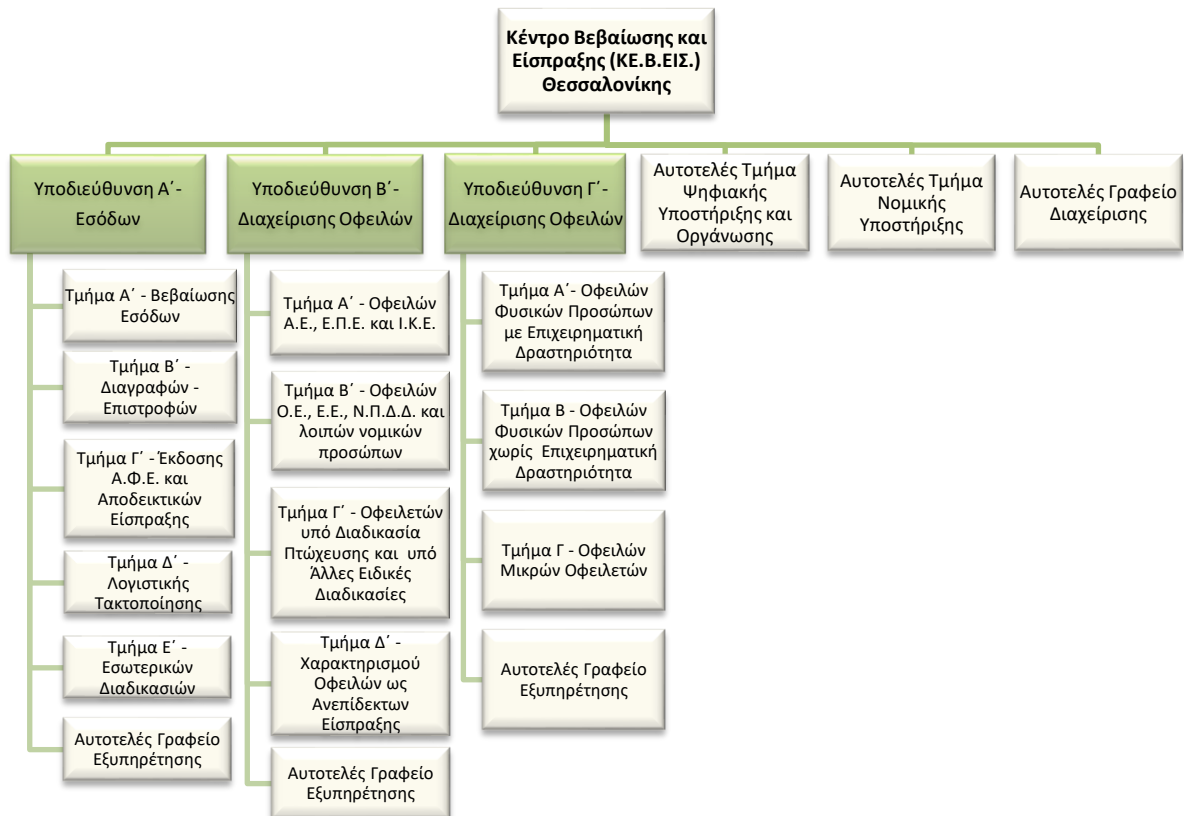 Κέντρο Βεβαίωσης και
Είσπραξης (ΚΕ.Β.ΕΙΣ.)
Θεσσαλονίκης
Υποδιεύθυνση Α΄-
Εσόδων
Υποδιεύθυνση Β΄-
Διαχείρισης Οφειλών
Υποδιεύθυνση Γ΄-
Διαχείρισης Οφειλών
Αυτοτελές Τμήμα
Ψηφιακής
Υποστήριξης και
Οργάνωσης
Αυτοτελές Τμήμα
Νομικής
Υποστήριξης
Αυτοτελές Γραφείο
Διαχείρισης
Τμήμα Α΄ - Βεβαίωσης
Εσόδων
Τμήμα Β΄ -
Διαγραφών -
Επιστροφών
Τμήμα Γ΄ - Έκδοσης
Α.Φ.Ε. και
Αποδεικτικών
Είσπραξης
Τμήμα Δ΄ -
Λογιστικής
Τακτοποίησης
Τμήμα Ε΄ -
Εσωτερικών
Διαδικασιών
Αυτοτελές Γραφείο
Εξυπηρέτησης
Τμήμα Α΄ - Οφειλών
Α.Ε., Ε.Π.Ε. και Ι.Κ.Ε.
Τμήμα Β΄ - Οφειλών
Ο.Ε., Ε.Ε., Ν.Π.Δ.Δ. και
λοιπών νομικών
προσώπων
Τμήμα Γ΄ - Οφειλετών
υπό Διαδικασία
Πτώχευσης και υπό
Άλλες Ειδικές
Διαδικασίες
Τμήμα Δ΄ -
Χαρακτηρισμού
Οφειλών ως
Ανεπίδεκτων
Είσπραξης
Αυτοτελές Γραφείο
Εξυπηρέτησης
Τμήμα Α΄- Οφειλών
Φυσικών Προσώπων
με Επιχειρηματική
Δραστηριότητα
Τμήμα Β - Οφειλών
Φυσικών Προσώπων
χωρίς Επιχειρηματική
Δραστηριότητα
Τμήμα Γ - Οφειλών
Μικρών Οφειλετών
Αυτοτελές Γραφείο
Εξυπηρέτησης